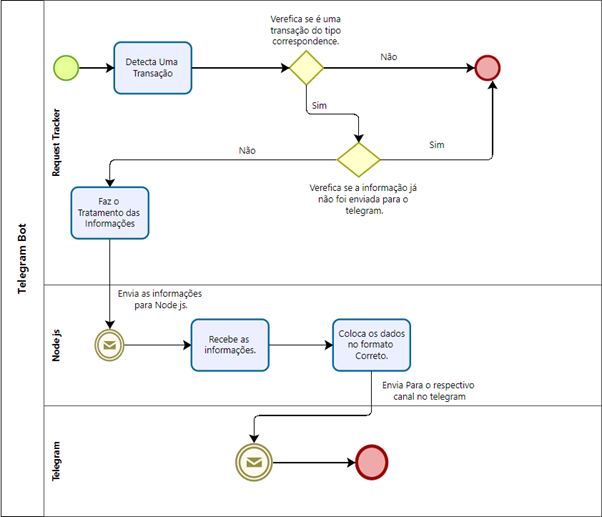 Telegram Bot
Request Tracker
Verefica se é uma
transação do tipo
correspondence.
Detecta Uma
Transação
Não
Sim
Não
Sim
Verefica se a informação já
não foi enviada para o
telegram.
Faz o
Tratamento das
Informações
Node js
Envia as informações
para Node js.
Recebe as
informações.
Coloca os dados
no formato
Correto.
Envia Para o respectivo
canal no telegram
Telegram